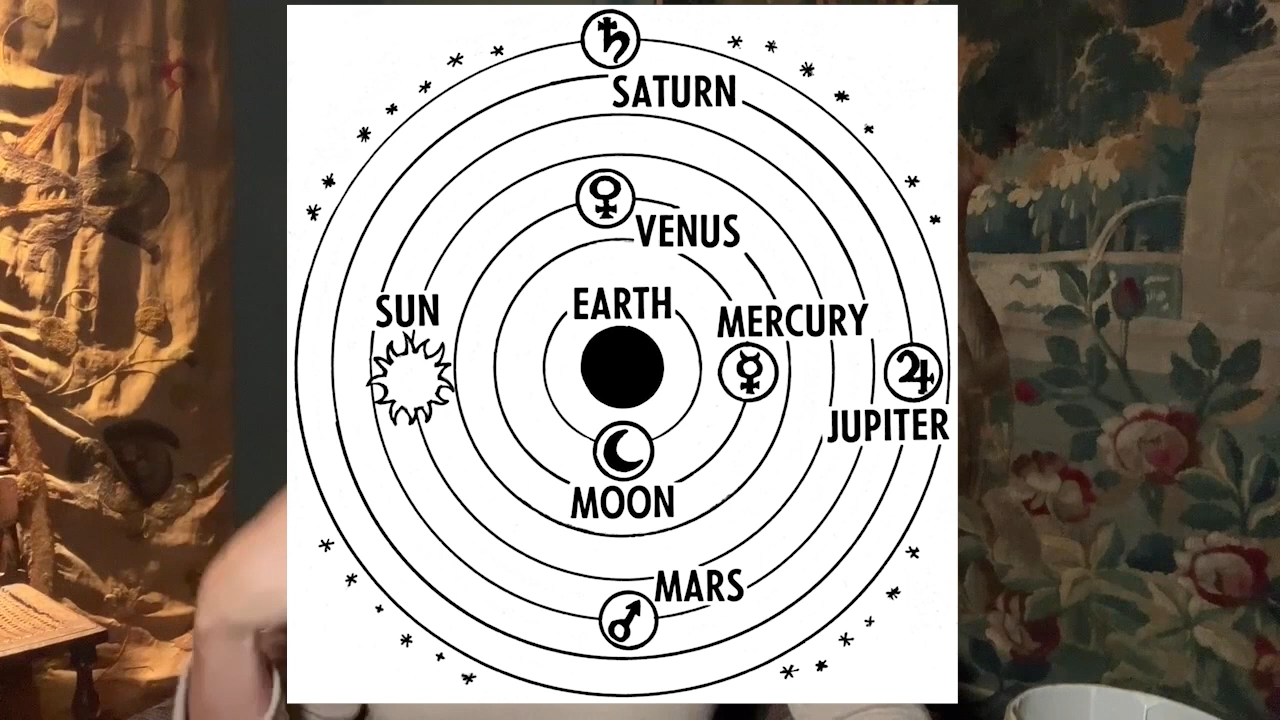 SATURN
VENUS
SUN
EARTH
MERCURY
JUPITER
MOON
MARS